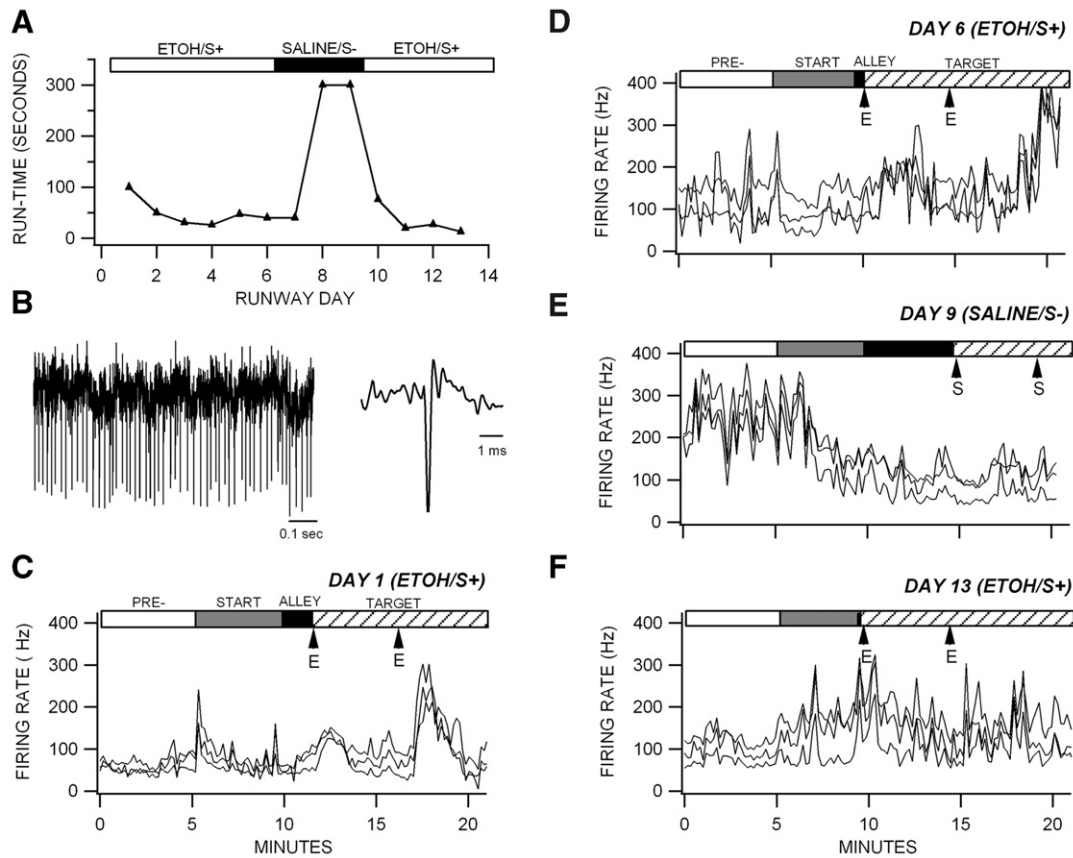 A
ETOH/S+ SALINE/S- ETOH/S+
RUN-TIME (SECONDS)
300
200
100
0
0 2 4 6 8 10 12 14
RUNWAY DAY
B
0.1 sec
1 ms
C
DAY 1 (ETOH/S+)
PRE- START ALLEY TARGET
FIRING RATE ( Hz)
400
300
200
100
0
E E
0 5 10 15 20
MINUTES
D
DAY 6 (ETOH/S+)
PRE- START ALLEY TARGET
FIRING RATE (Hz)
400
300
200
100
0
E E
E
DAY 9 (SALINE/S-)
FIRING RATE (Hz)
400
300
200
100
0
S S
F
DAY 13 (ETOH/S+)
FIRING RATE (Hz)
400
300
200
100
0
E E
0 5 10 15 20
MINUTES